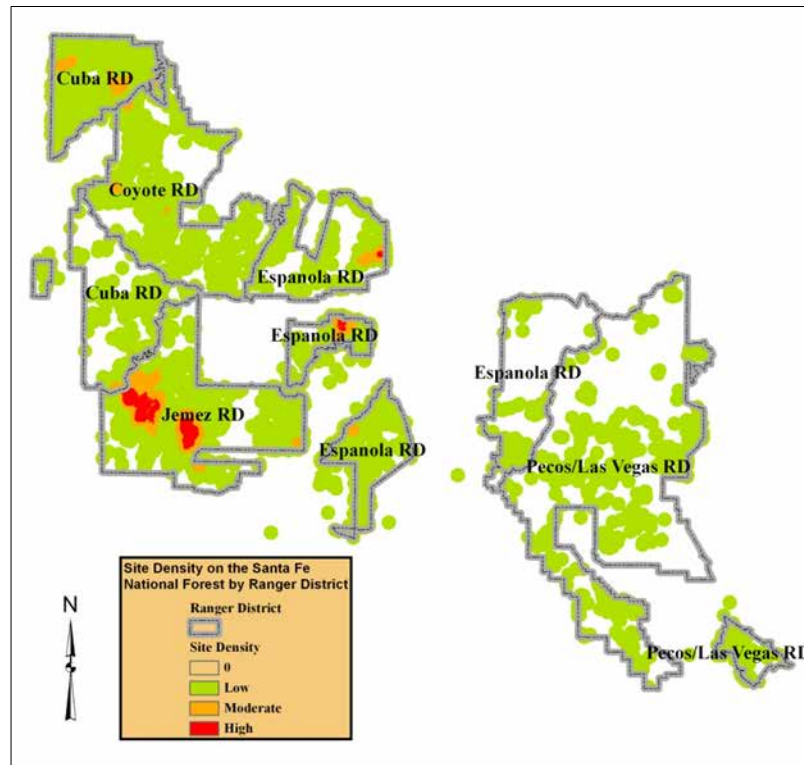 Cuba RD
Coyote RD
Espanola RD
Cuba RD
Espanola RD
Espanola RD
Jemez RD
Espanola RD
Pecos/Las Vegas RD
Pecos/Las Vegas RD
Site Density on the Santa Fe
National Forest by Ranger District
Ranger District
Site Density
0
Low
Moderate
High
N